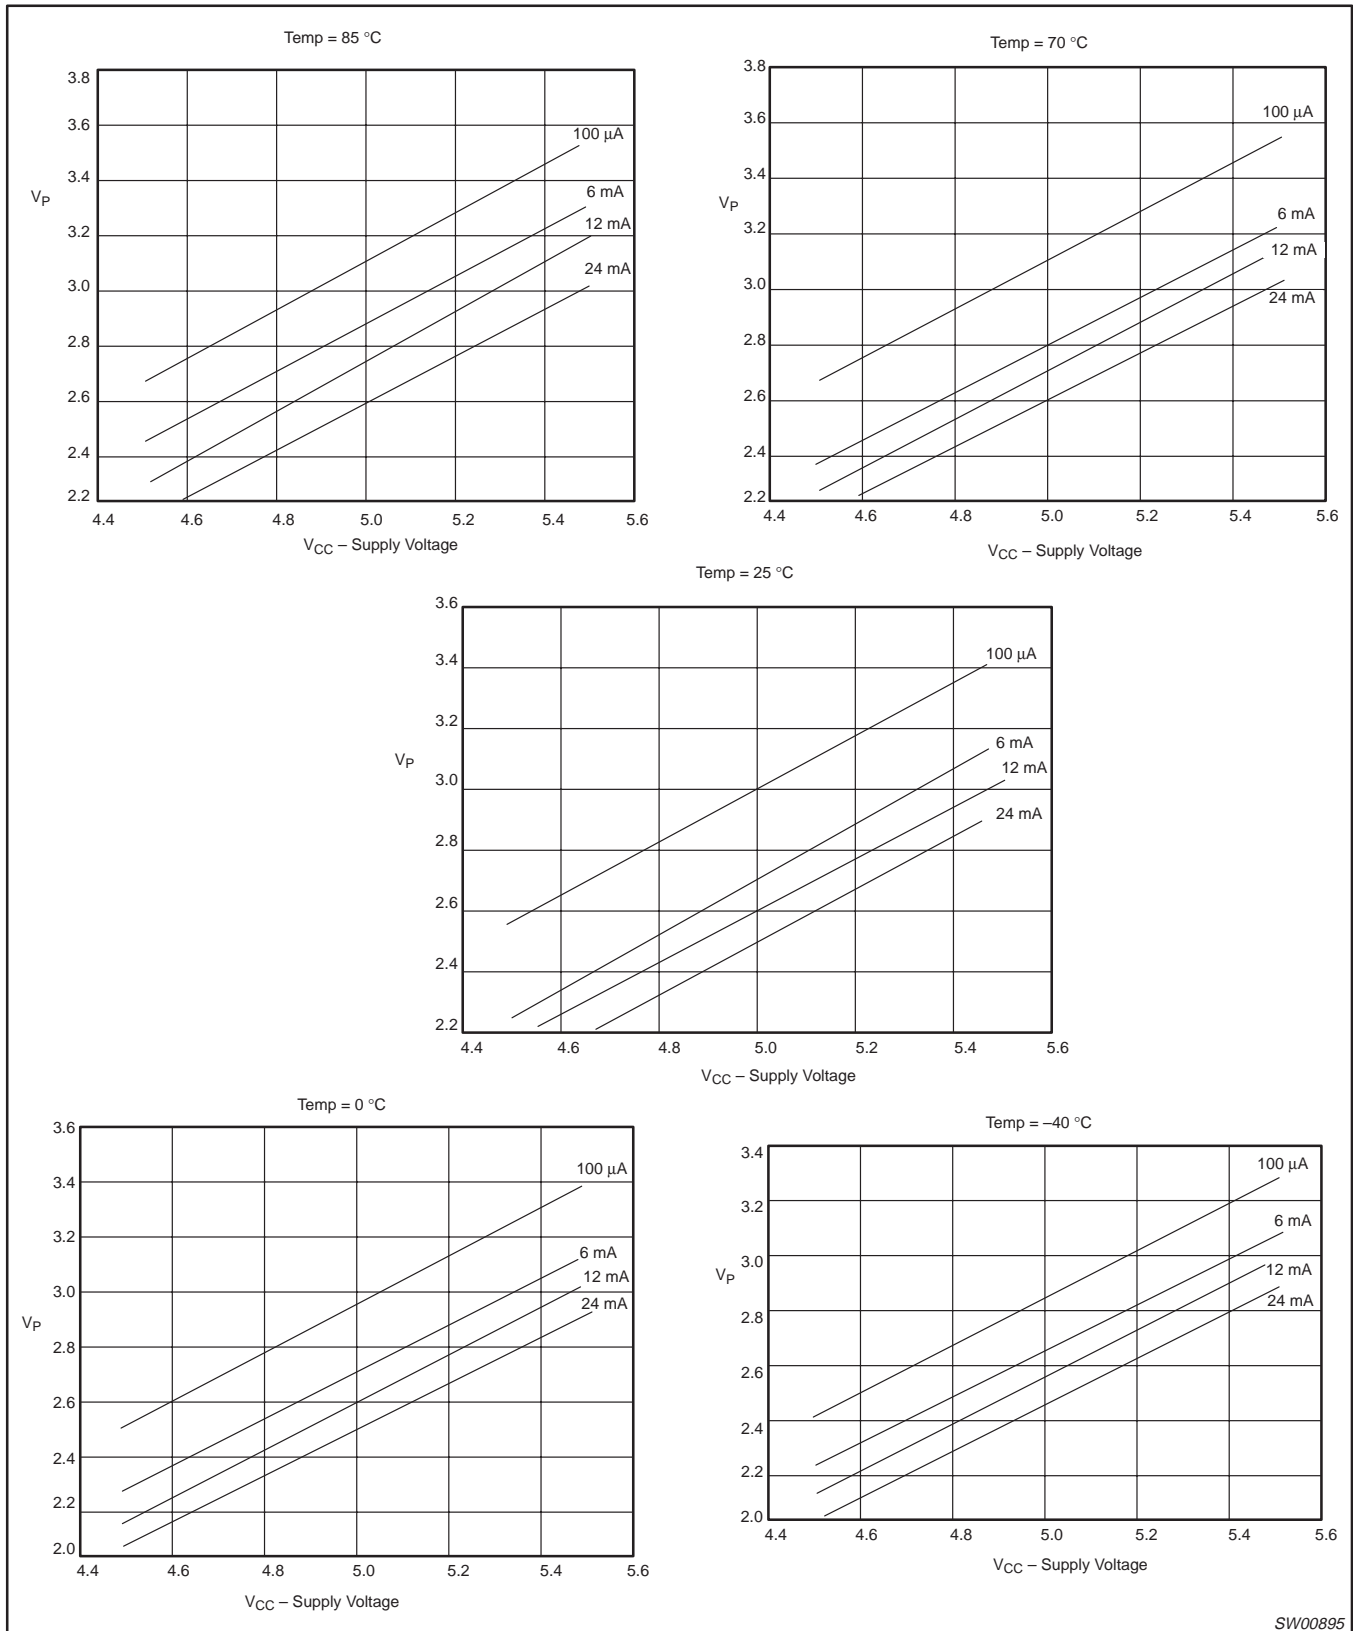 Temp = 85 °C
3.8
3.6
3.4
3.2
3.0
2.8
2.6
2.4
2.2
V_P
100 µA
6 mA
12 mA
24 mA
4.4 4.6 4.8 5.0 5.2 5.4 5.6
V_CC – Supply Voltage
Temp = 70 °C
3.8
3.6
3.4
3.2
3.0
2.8
2.6
2.4
2.2
V_P
100 µA
6 mA
12 mA
24 mA
4.4 4.6 4.8 5.0 5.2 5.4 5.6
V_CC – Supply Voltage
Temp = 25 °C
3.6
3.4
3.2
3.0
2.8
2.6
2.4
2.2
V_P
100 µA
6 mA
12 mA
24 mA
4.4 4.6 4.8 5.0 5.2 5.4 5.6
V_CC – Supply Voltage
Temp = 0 °C
3.6
3.4
3.2
3.0
2.8
2.6
2.4
2.2
2.0
V_P
100 µA
6 mA
12 mA
24 mA
4.4 4.6 4.8 5.0 5.2 5.4 5.6
V_CC – Supply Voltage
Temp = –40 °C
3.4
3.2
3.0
2.8
2.6
2.4
2.2
2.0
V_P
100 µA
6 mA
12 mA
24 mA
4.4 4.6 4.8 5.0 5.2 5.4 5.6
V_CC – Supply Voltage
SW00895